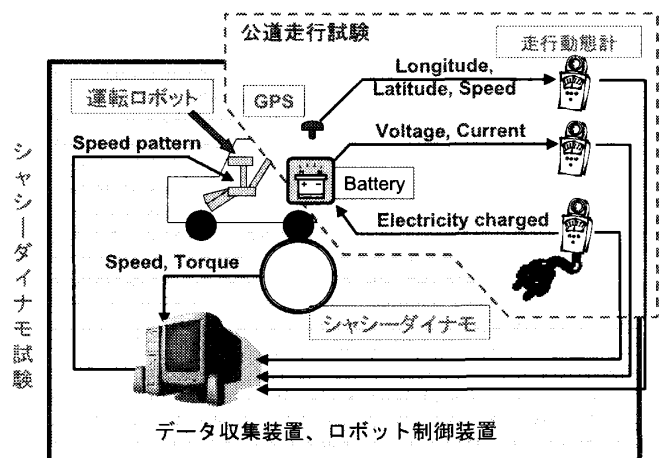 公道走行試験
走行動態計
Longitude,
Latitude, Speed
GPS
運転ロボット
Speed pattern
Voltage, Current
Battery
Electricity charged
Speed, Torque
シャシーダイナモ
シャシーダイナモ試験
データ収集装置、ロボット制御装置